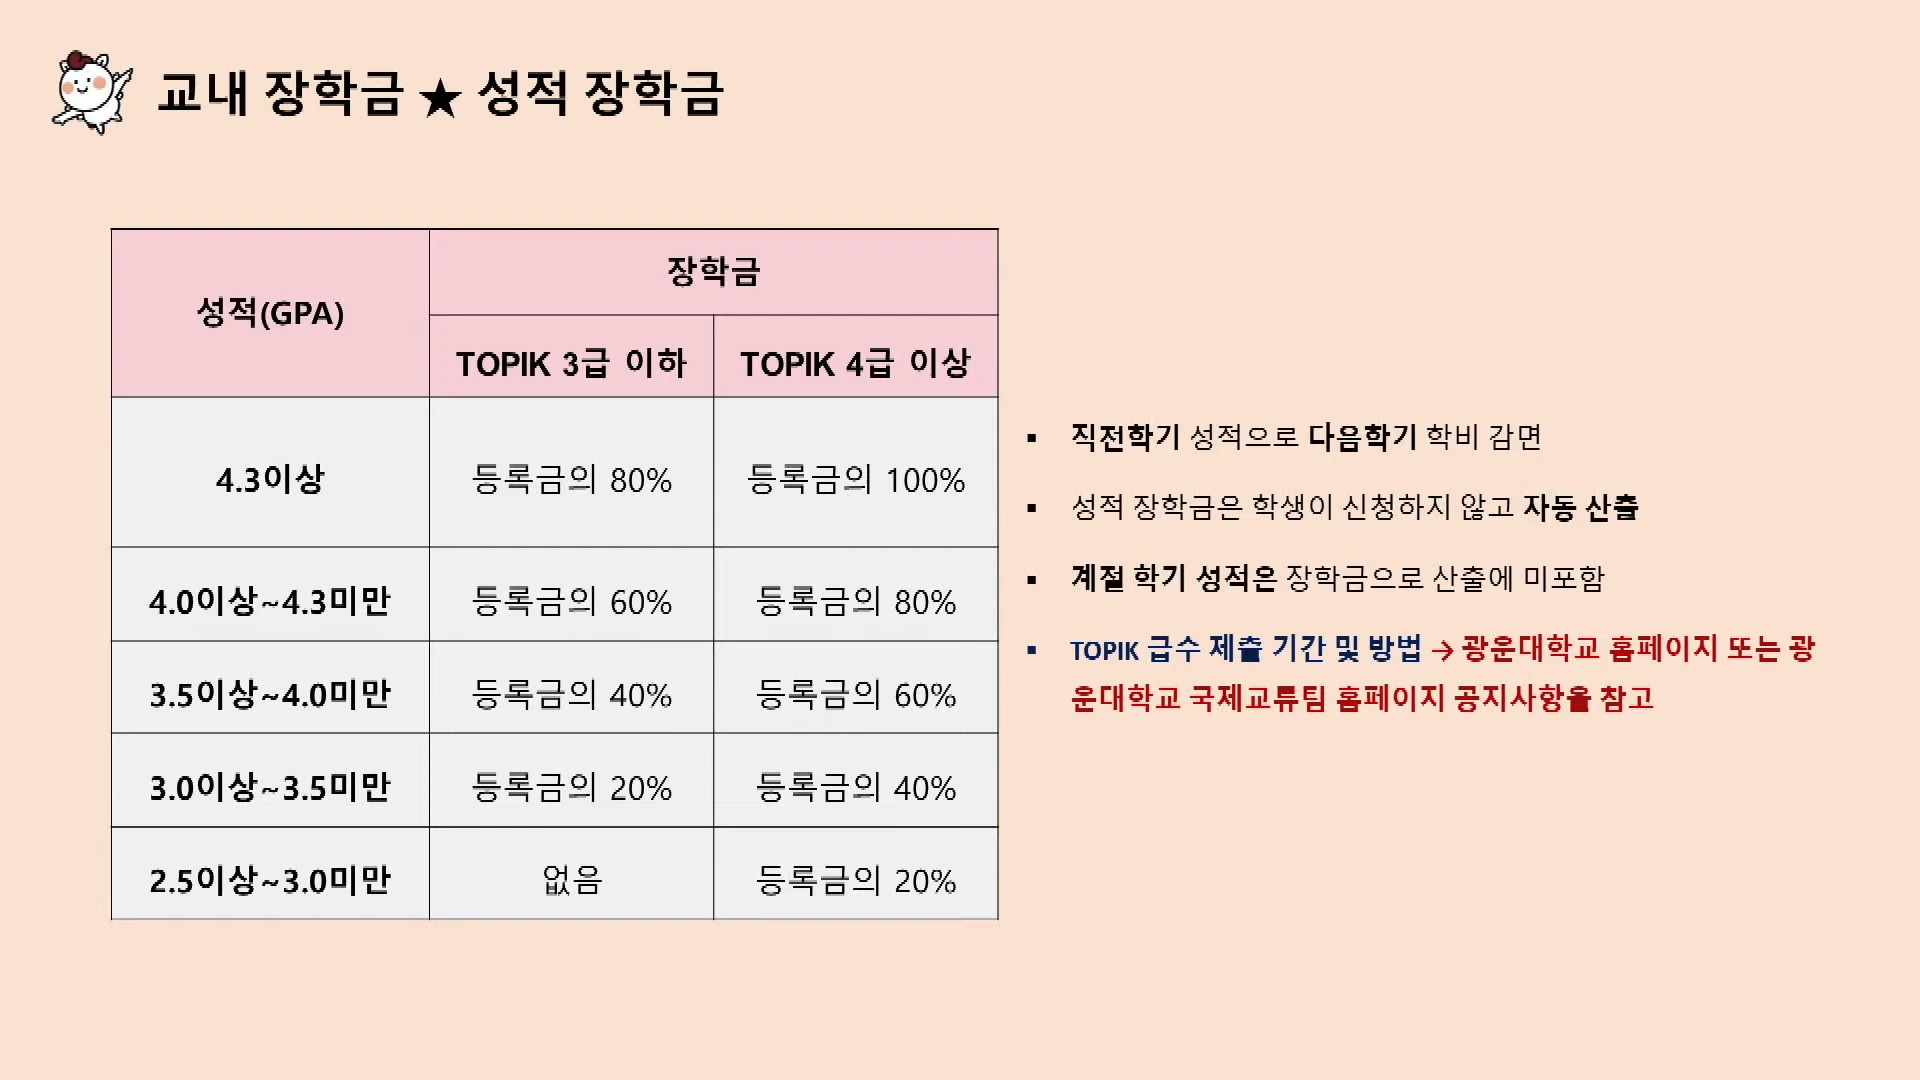 교내 장학금 ★ 성적 장학금
성적(GPA)
장학금
TOPIK 3급 이하
TOPIK 4급 이상
4.3이상
등록금의 80%
등록금의 100%
4.0이상~4.3미만
등록금의 60%
등록금의 80%
3.5이상~4.0미만
등록금의 40%
등록금의 60%
3.0이상~3.5미만
등록금의 20%
등록금의 40%
2.5이상~3.0미만
없음
등록금의 20%
▪ 직전학기 성적으로 다음학기 학비 감면
▪ 성적 장학금은 학생이 신청하지 않고 자동 산출
▪ 계절 학기 성적은 장학금으로 산출에 미포함
▪ TOPIK 급수 제출 기간 및 방법 → 광운대학교 홈페이지 또는 광
운대학교 국제교류팀 홈페이지 공지사항을 참고